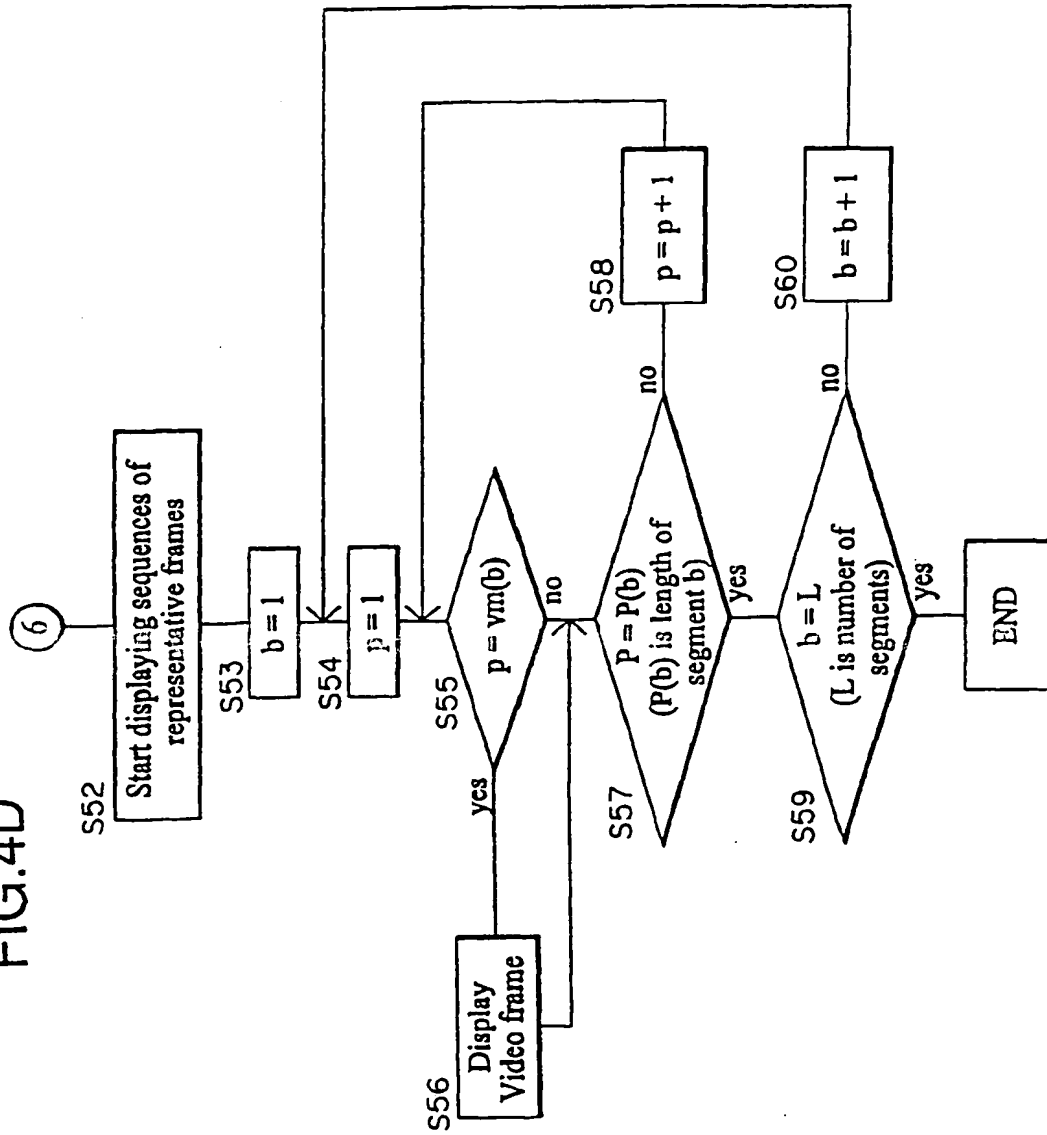 FIG.4D
6
S52
Start displaying sequences of
representative frames
S53
b = 1
S54
p = 1
S55
p = vm(b)
yes
no
S56
Display
Video frame
S57
P = P(b)
(P(b) is length of
segment b)
no
yes
S58
p = p + 1
S59
b = L
(L is number of
segments)
no
yes
S60
b = b + 1
END